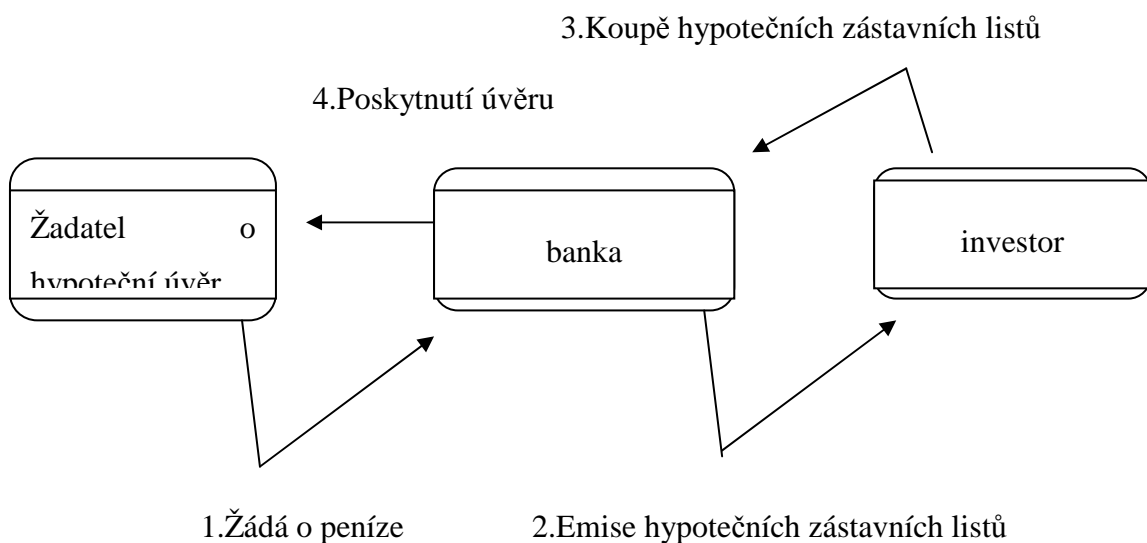 3.Koupě hypotečních zástavních listů
4.Poskytnutí úvěru
Žadatel o
hypoteční úvěr
banka
investor
1.Žádá o peníze
2.Emise hypotečních zástavních listů